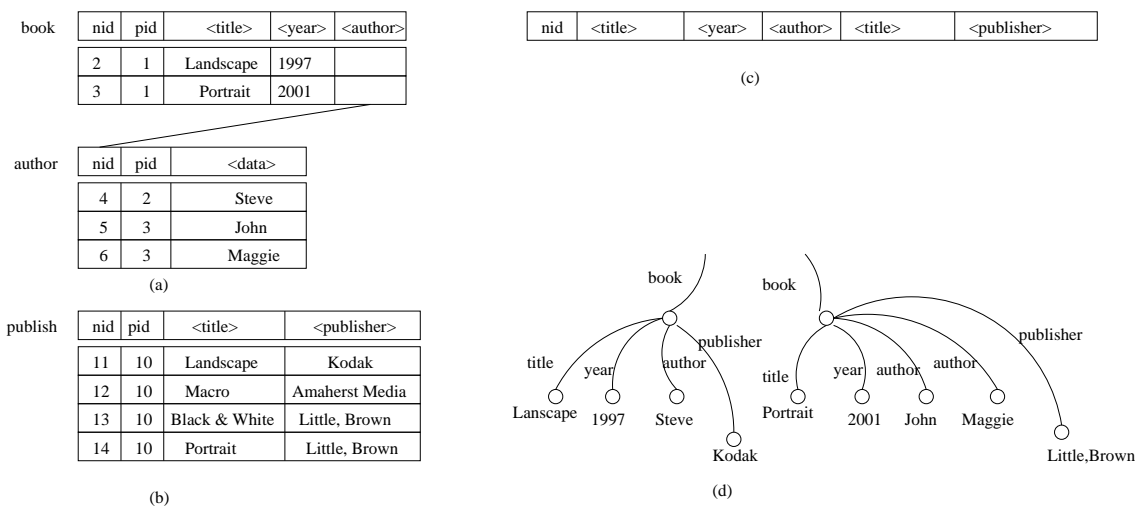 book nid pid <title> <year> <author>
2 1 Landscape 1997
3 1 Portrait 2001
author nid pid <data>
4 2 Steve
5 3 John
6 3 Maggie
(a)
publish nid pid <title> <publisher>
11 10 Landscape Kodak
12 10 Macro Amaherst Media
13 10 Black & White Little, Brown
14 10 Portrait Little, Brown
(b)
nid <title> <year> <author> <title> <publisher>
(c)
book book
publisher publisher
title year author title year author author
Lanscape 1997 Steve Portrait 2001 John Maggie
Kodak Little,Brown
(d)